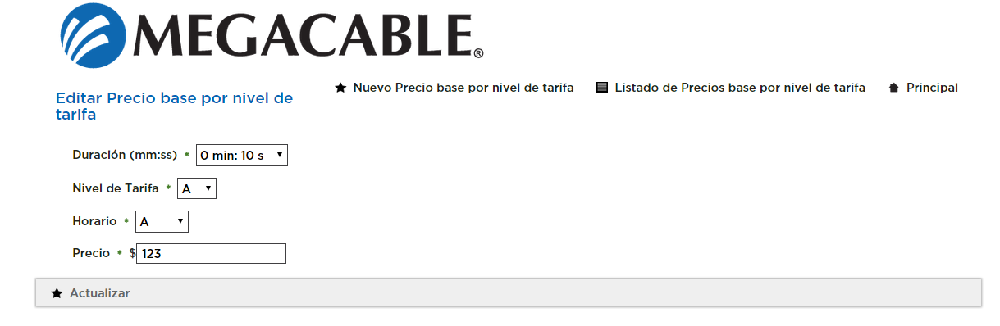 MEGACABLE®
Nuevo Precio base por nivel de tarifa Listado de Precios base por nivel de tarifa Principal
Editar Precio base por nivel de
tarifa
Duración (mm:ss) * 0 min: 10 s
Nivel de Tarifa * A
Horario * A
Precio * $ 123
Actualizar